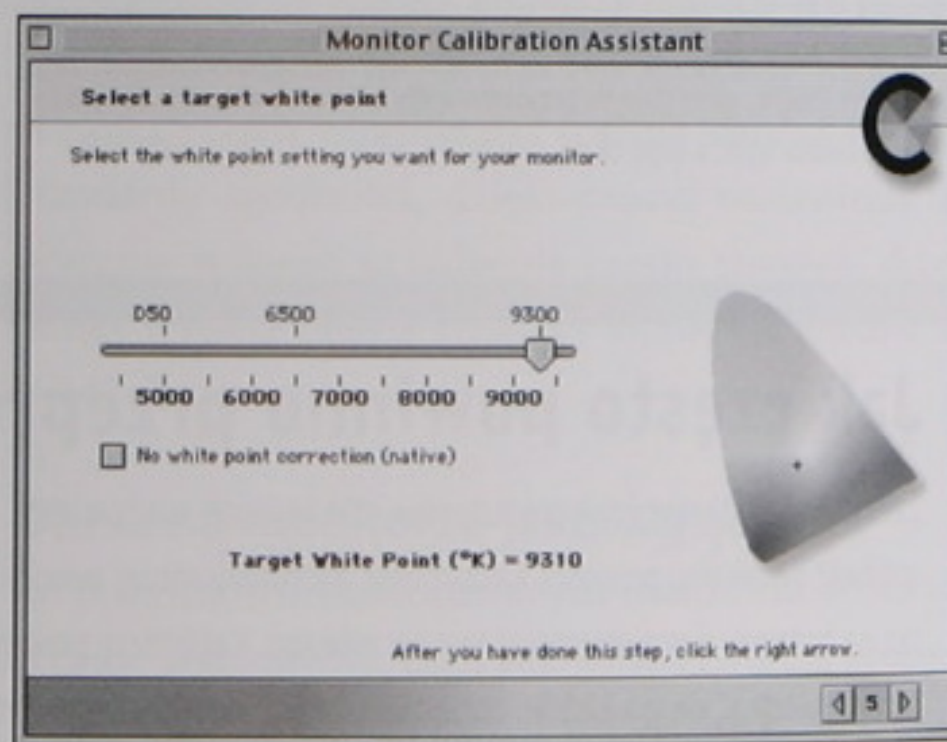 Monitor Calibration Assistant
Select a target white point
Select the white point setting you want for your monitor.
D50 6500 9300
5000 6000 7000 8000 9000
No white point correction (native)
Target White Point (°K) = 9310
After you have done this step, click the right arrow.
5